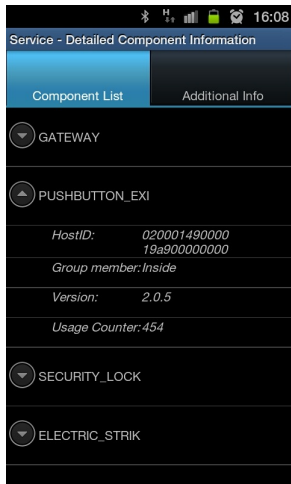 H
16:08
Service - Detailed Component Information
Component List
Additional Info
GATEWAY
PUSHBUTTON_EXI
HostID: 020001490000
19a900000000
Group member: Inside
Version: 2.0.5
Usage Counter: 454
SECURITY_LOCK
ELECTRIC_STRIK